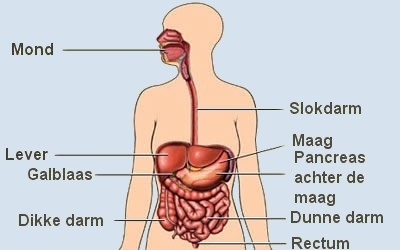 Mond
Slokdarm
Maag
Lever
Pancreas
Galblaas
achter de
maag
Dikke darm
Dunne darm
Rectum